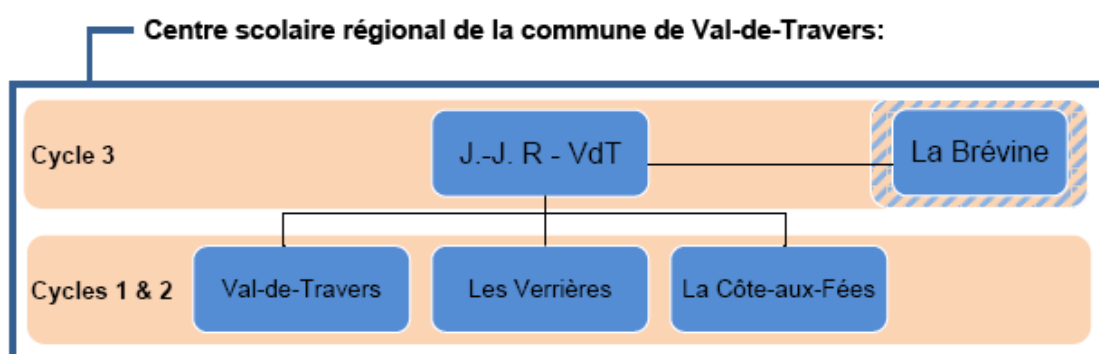 Centre scolaire régional de la commune de Val-de-Travers:
Cycle 3
J.-J. R - VdT
La Brévine
Cycles 1 & 2
Val-de-Travers
Les Verrières
La Côte-aux-Fées